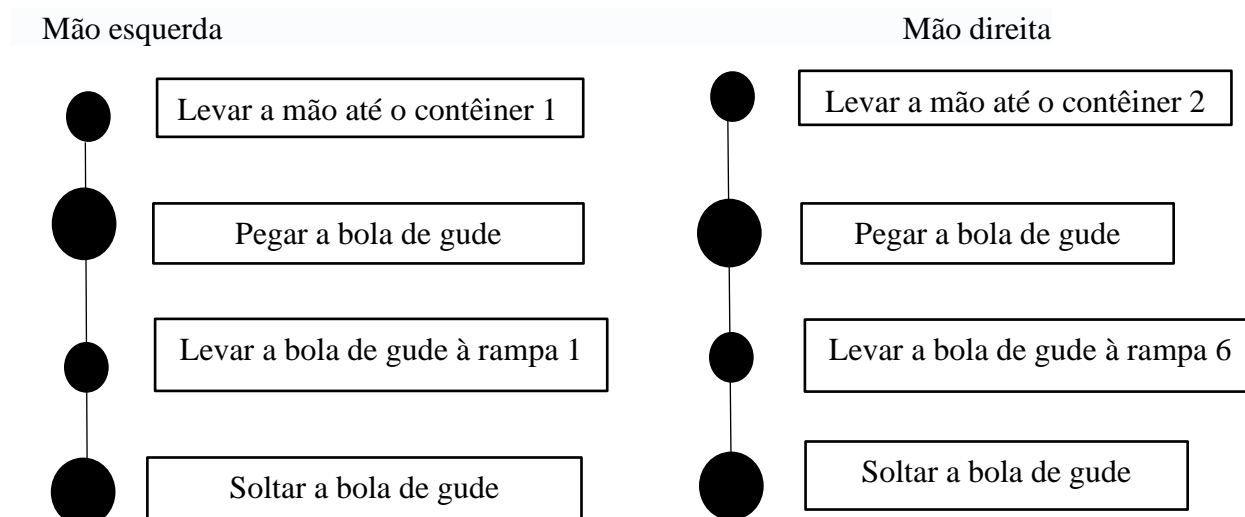 Mão esquerda
Mão direita
Levar a mão até o contêiner 1
Levar a mão até o contêiner 2
Pegar a bola de gude
Pegar a bola de gude
Levar a bola de gude à rampa 1
Levar a bola de gude à rampa 6
Soltar a bola de gude
Soltar a bola de gude